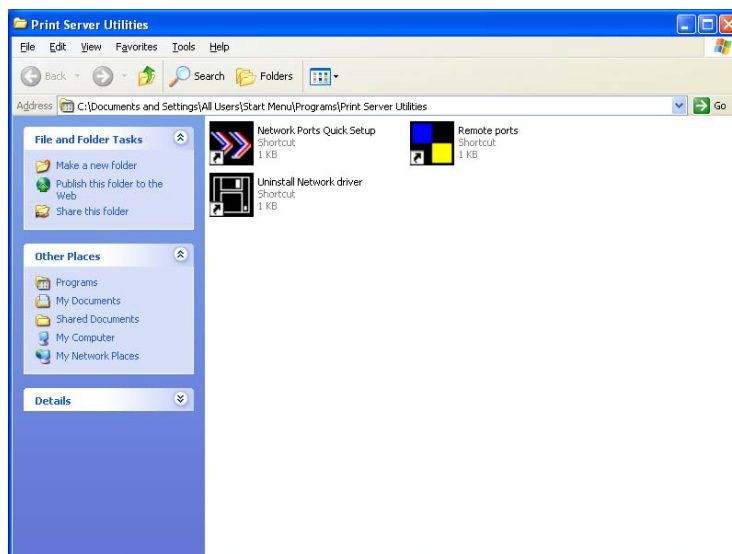 Print Server Utilities
File Edit View Favorites Tools Help
Back Search Folders
Address C:\Documents and Settings\All Users\Start Menu\Programs\Print Server Utilities Go
File and Folder Tasks
Make a new folder
Publish this folder to the
Web
Share this folder
Other Places
Programs
My Documents
Shared Documents
My Computer
My Network Places
Details
Network Ports Quick Setup
Shortcut
1 KB
Remote ports
Shortcut
1 KB
Uninstall Network driver
Shortcut
1 KB